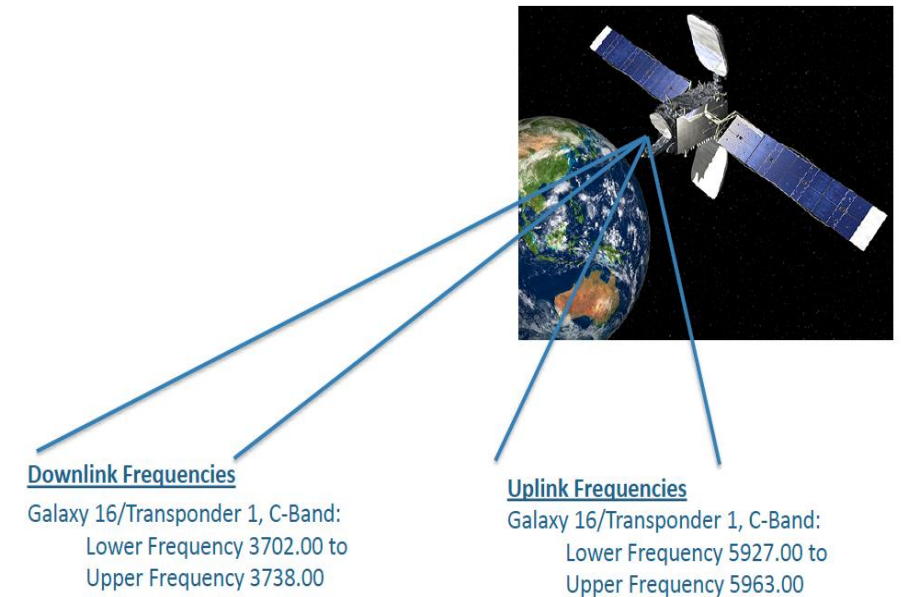 Downlink Frequencies
Galaxy 16/Transponder 1, C-Band:
Lower Frequency 3702.00 to
Upper Frequency 3738.00
Uplink Frequencies
Galaxy 16/Transponder 1, C-Band:
Lower Frequency 5927.00 to
Upper Frequency 5963.00